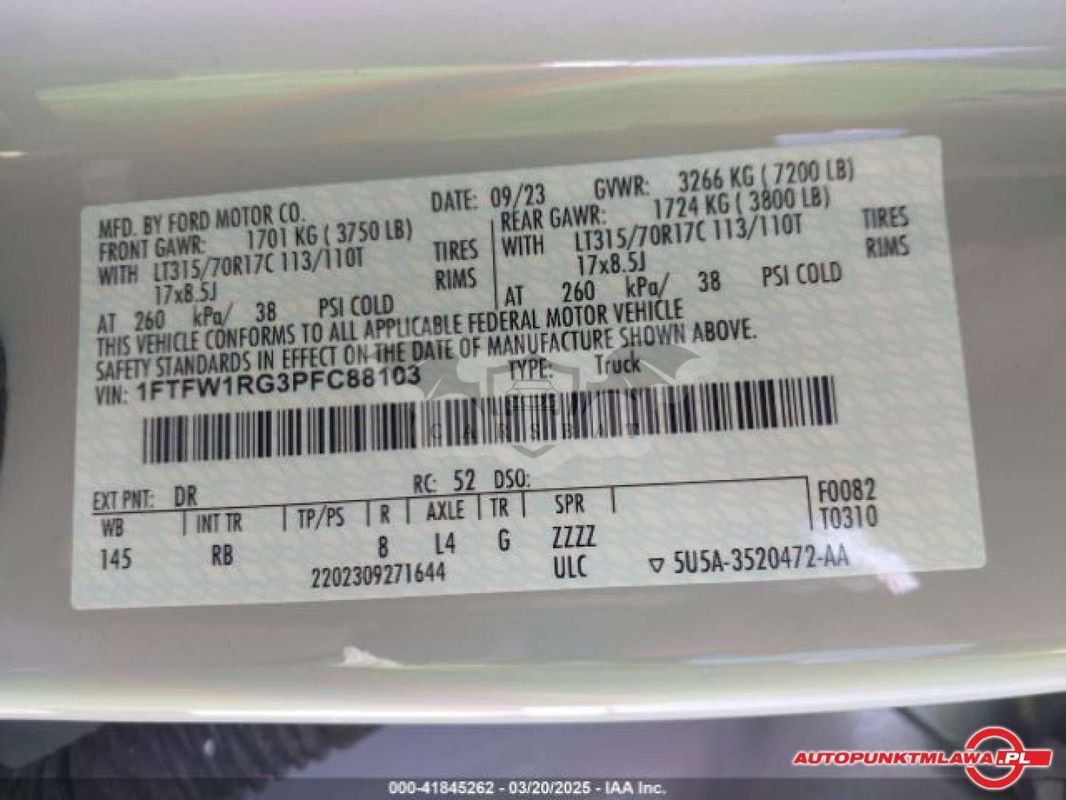 MFD. BY FORD MOTOR CO.
DATE: 09/23
GVWR: 3266 KG ( 7200 LB)
FRONT GAWR: 1701 KG ( 3750 LB)
REAR GAWR: 1724 KG ( 3800 LB)
WITH LT315/70R17C 113/110T TIRES
WITH LT315/70R17C 113/110T TIRES
17x8.5J RIMS
17x8.5J RIMS
AT 260 kPa/ 38 PSI COLD
AT 260 kPa/ 38 PSI COLD
THIS VEHICLE CONFORMS TO ALL APPLICABLE FEDERAL MOTOR VEHICLE
SAFETY STANDARDS IN EFFECT ON THE DATE OF MANUFACTURE SHOWN ABOVE.
VIN: 1FTFW1RG3PFC88103
TYPE: Truck
CARSBAT
EXT PNT: DR RC: 52 DSO:
WB INT TR TP/PS R AXLE TR SPR F0082
T0310
145 RB 8 L4 G ZZZZ
2202309271644 ULC ▽ 5U5A-3520472-AA
AUTOPUNKTMLAWA.PL
000-41845262 - 03/20/2025 - IAA Inc.